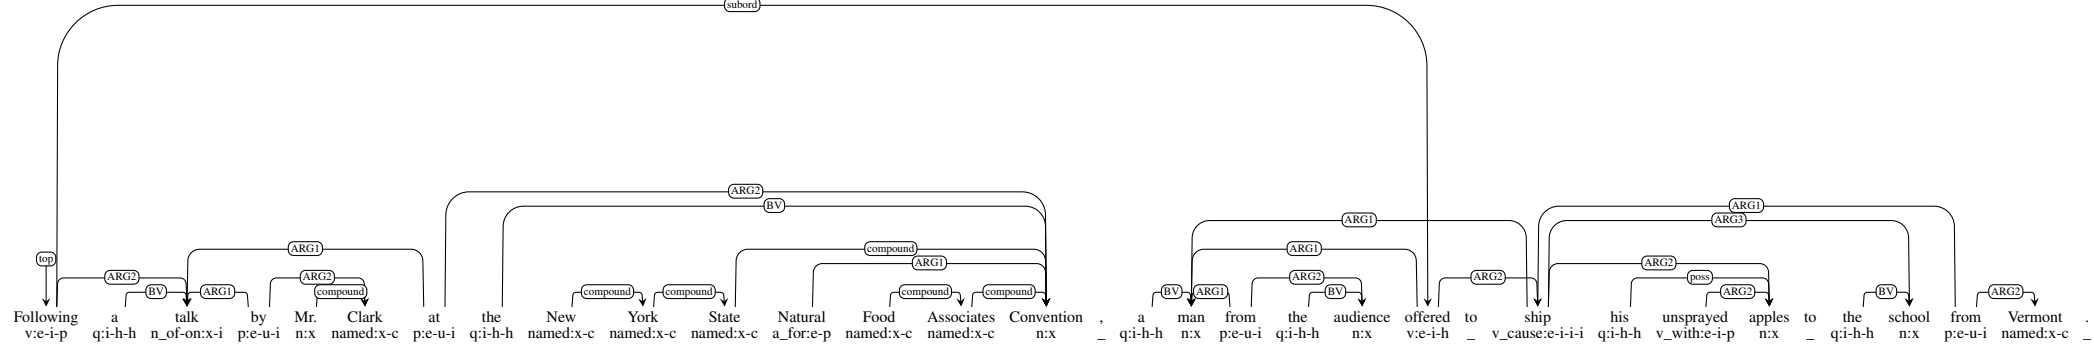 subord
ARG2
BV ARG1
ARG1 compound ARG3
top ARG1 ARG1 ARG2
ARG2 ARG2 ARG2 ARG2 poss
BV ARG1 compound compound compound compound compound BV ARG1 BV ARG2 BV ARG2
Following a talk by Mr. Clark at the New York State Natural Food Associates Convention , a man from the audience offered to ship his unsprayed apples to the school from Vermont .
v:e-i-p q:i-h-h n_of-on:x-i p:e-u-i n:x named:x-c p:e-u-i q:i-h-h named:x-c named:x-c named:x-c a_for:e-p named:x-c named:x-c n:x _ q:i-h-h n:x p:e-u-i q:i-h-h n:x v:e-i-h _ v_cause:e-i-i-i q:i-h-h v_with:e-i-p n:x _ q:i-h-h n:x p:e-u-i named:x-c _